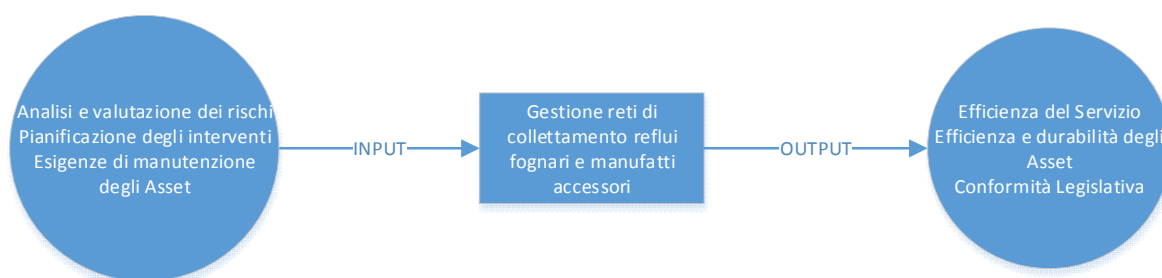 Analisi e valutazione dei rischi
Pianificazione degli interventi
Esigenze di manutenzione
degli Asset
INPUT
Gestione reti di
collettamento reflui
fognari e manufatti
accessori
OUTPUT
Efficienza del Servizio
Efficienza e durabilità degli
Asset
Conformità Legislativa